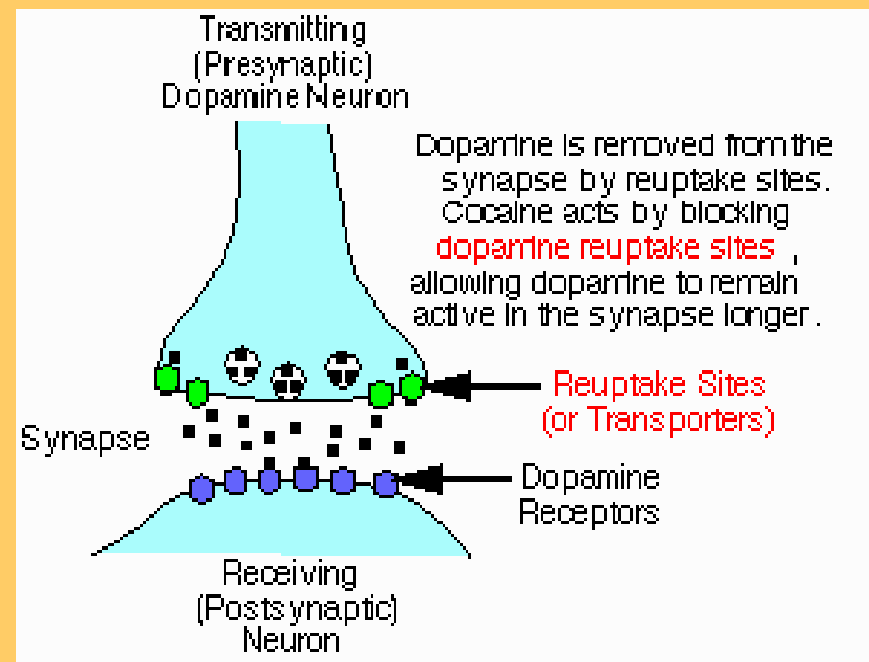 Transmitting
(Presynaptic)
Dopamine Neuron
Dopamine is removed from the
synapse by reuptake sites.
Cocaine acts by blocking
dopamine reuptake sites ,
allowing dopamine to remain
active in the synapse longer.
Reuptake Sites
(or Transporters)
Synapse
Dopamine
Receptors
Receiving
(Postsynaptic)
Neuron